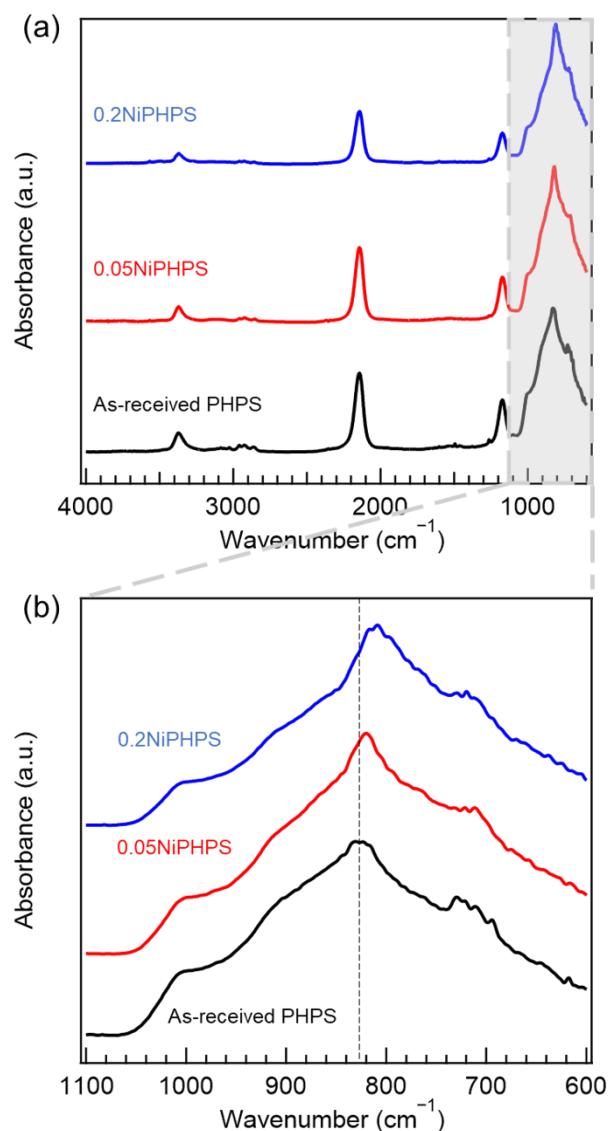 (a)
0.2NiPHPS
0.05NiPHPS
As-received PHPS
Absorbance (a.u.)
4000 3000 2000 1000
Wavenumber (cm⁻¹)
(b)
0.2NiPHPS
0.05NiPHPS
As-received PHPS
Absorbance (a.u.)
1100 1000 900 800 700 600
Wavenumber (cm⁻¹)